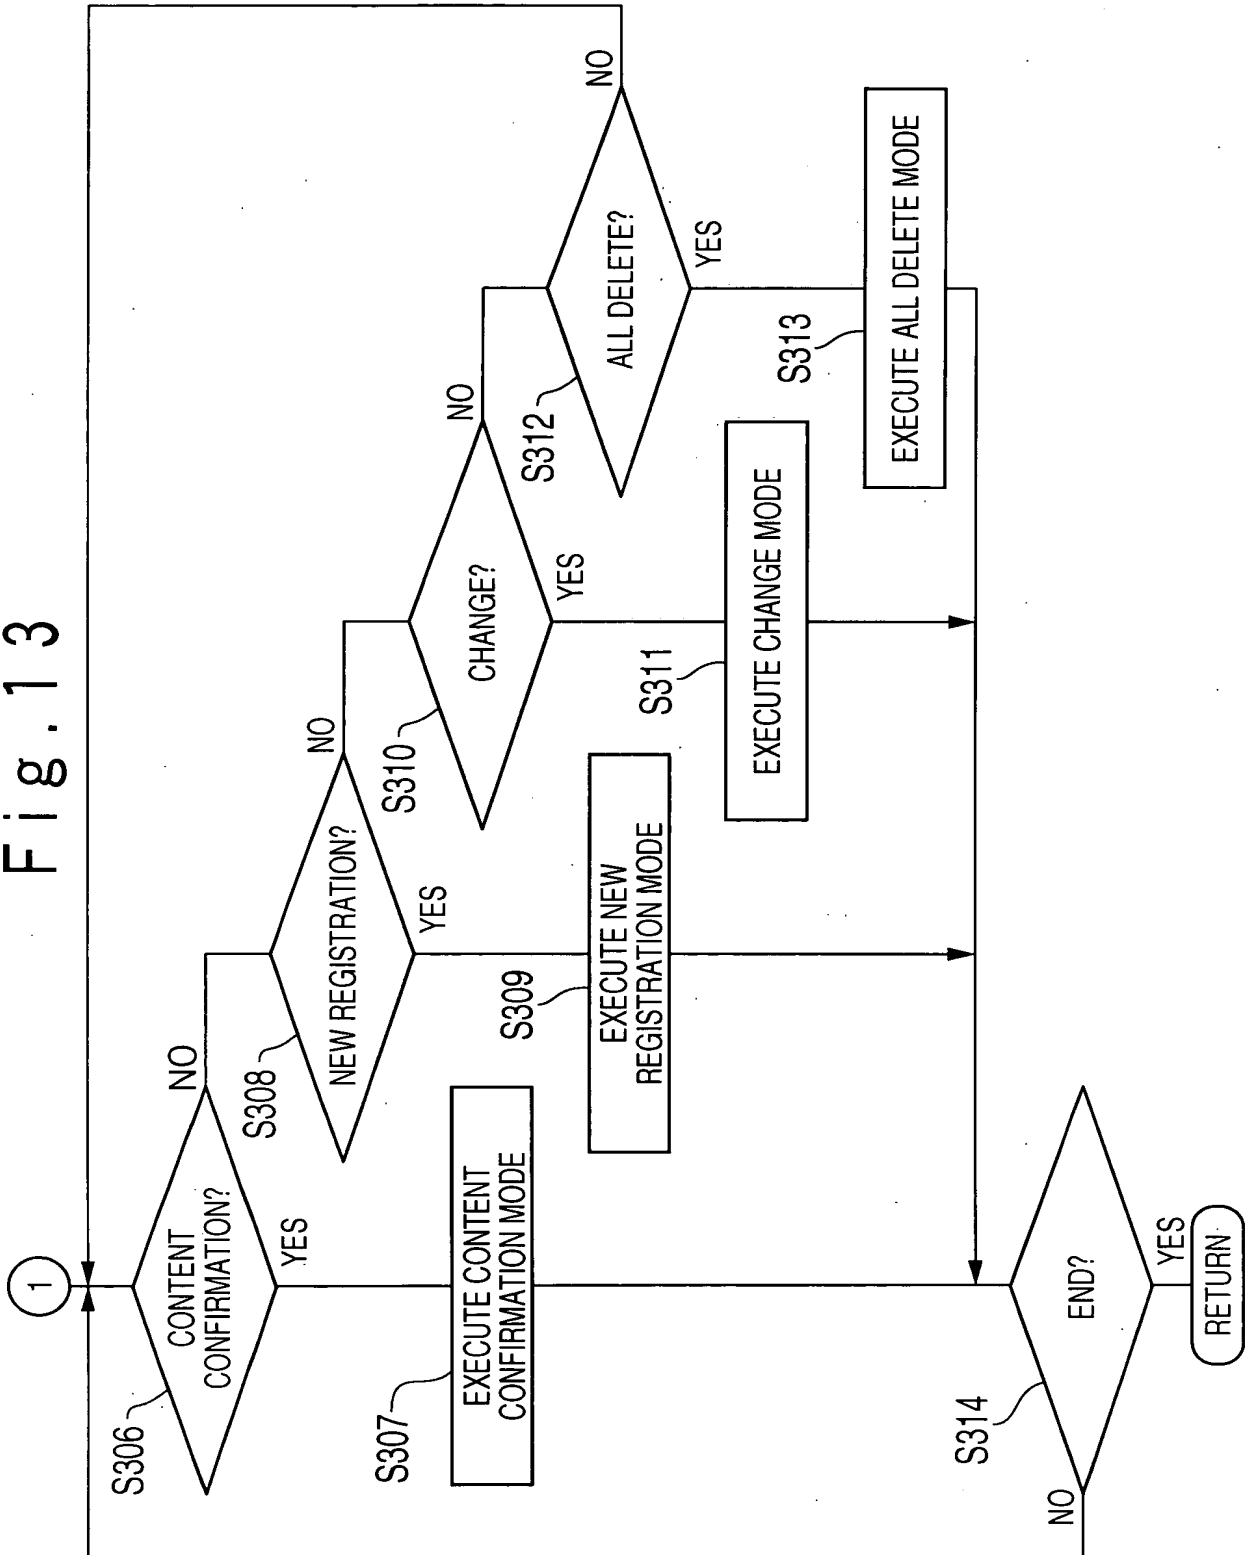 Fig.13
1
S306
CONTENT
CONFIRMATION?
NO
YES
S307
EXECUTE CONTENT
CONFIRMATION MODE
S308
NEW REGISTRATION?
NO
YES
S309
EXECUTE NEW
REGISTRATION MODE
S310
CHANGE?
NO
YES
S311
EXECUTE CHANGE MODE
S312
ALL DELETE?
NO
YES
S313
EXECUTE ALL DELETE MODE
S314
END?
NO
YES
RETURN